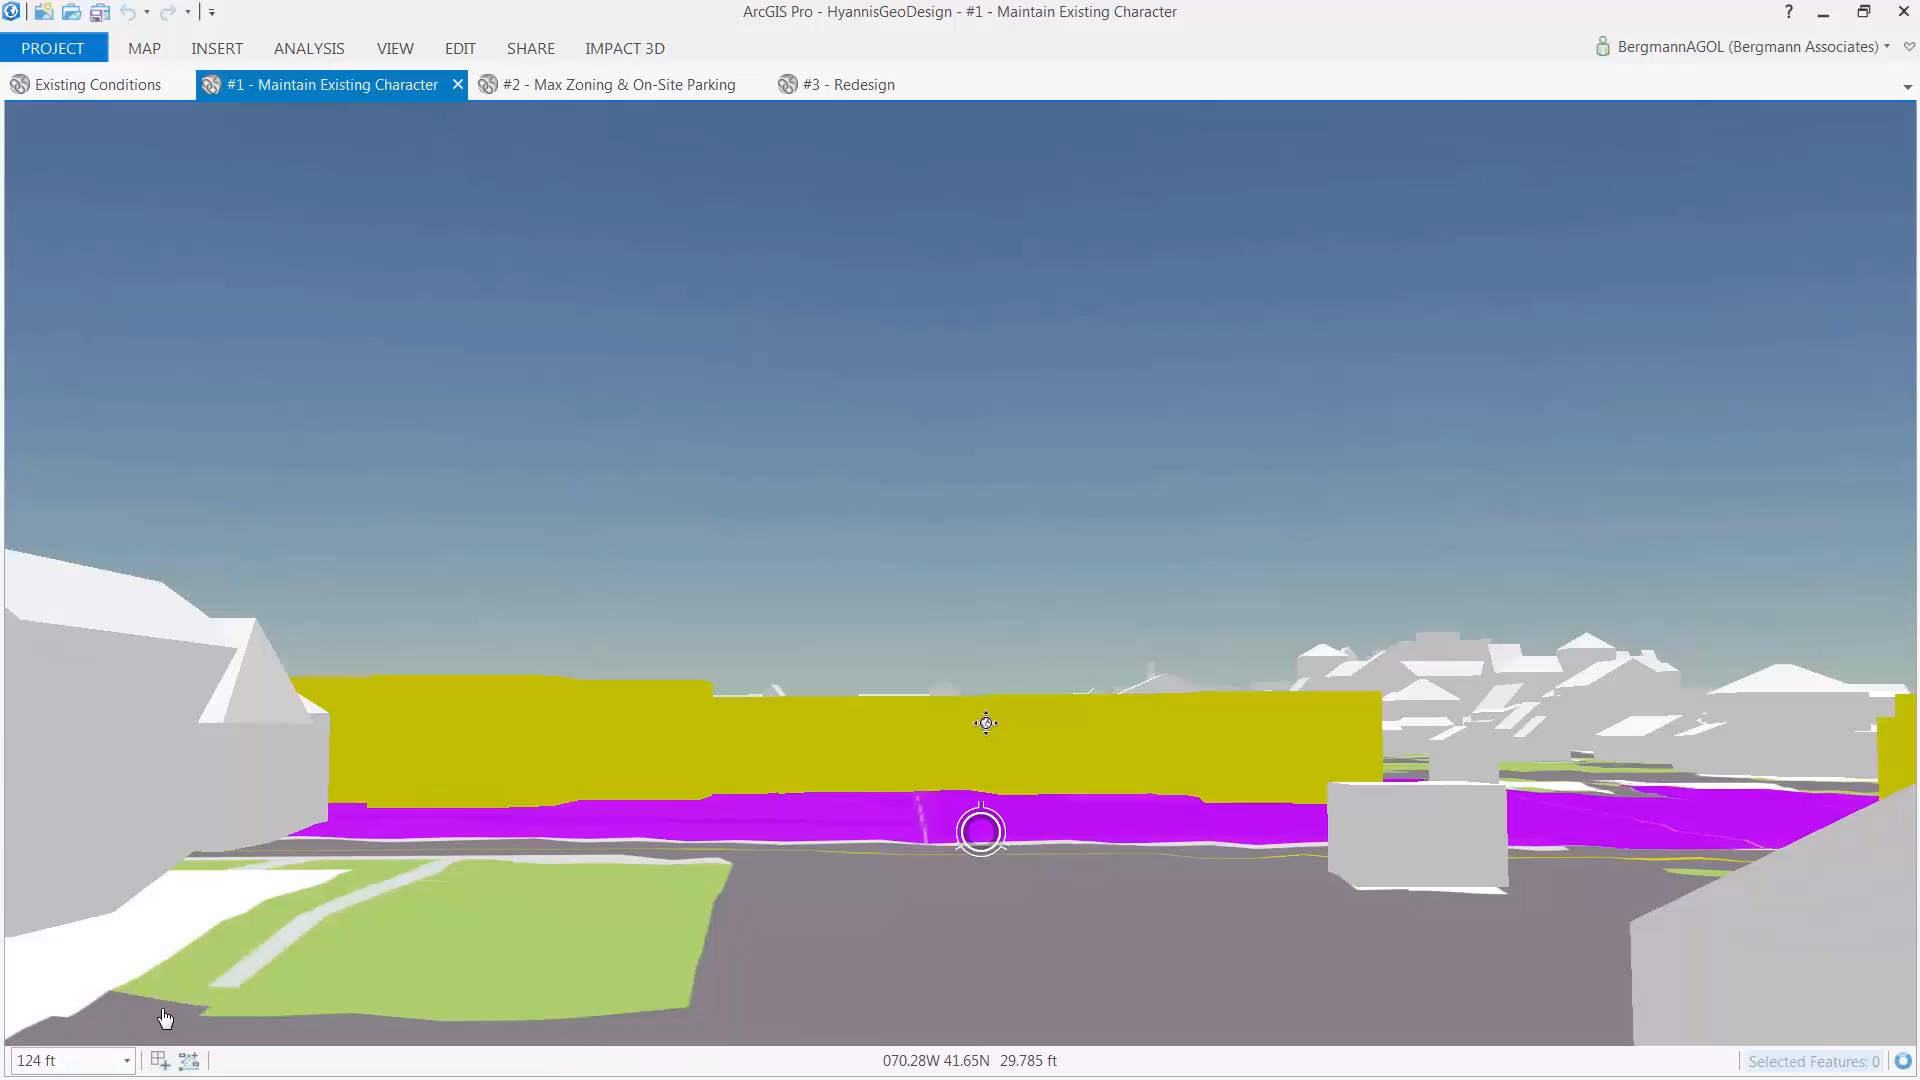 ArcGIS Pro - HyannisGeoDesign - #1 - Maintain Existing Character
?
PROJECT MAP INSERT ANALYSIS VIEW EDIT SHARE IMPACT 3D
BergmannAGOL (Bergmann Associates)
Existing Conditions #1 - Maintain Existing Character #2 - Max Zoning & On-Site Parking #3 - Redesign
124 ft 070.28W 41.65N 29.785 ft Selected Features: 0